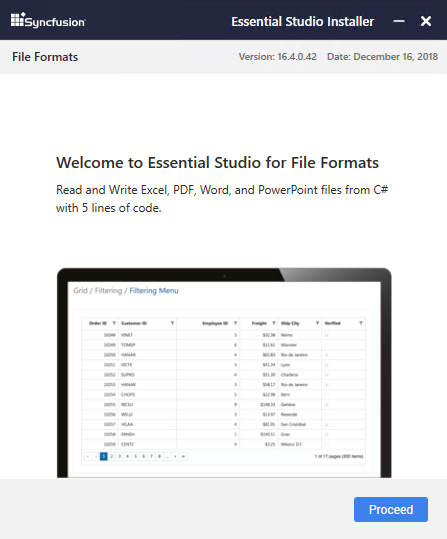 Syncfusion Essential Studio Installer
File Formats Version: 16.4.0.42 Date: December 16, 2018
Welcome to Essential Studio for File Formats
Read and Write Excel, PDF, Word, and PowerPoint files from C#
with 5 lines of code.
Grid / Filtering / Filtering Menu
Order ID Customer ID Employee ID Freight Ship City Verified
10248 VINET 5 $32.38 Reims
10249 TOMSP 6 $11.61 Münster
10250 HANAR 4 $65.83 Rio de Janeiro
10251 VICTE 3 $41.34 Lyon
10252 SUPRD 4 $51.30 Charleroi
10253 HANAR 3 $58.17 Rio de Janeiro
10254 CHOPS 5 $22.98 Bern
10255 RICSU 9 $148.33 Genève
10256 WELLI 3 $13.97 Resende
10257 HILAA 4 $81.91 San Cristóbal
10258 ERNSH 1 $140.51 Graz
10259 CENTC 4 $3.25 México D.F.
1 2 3 4 5 6 7 8 ... 1 of 17 pages (200 items)
Proceed